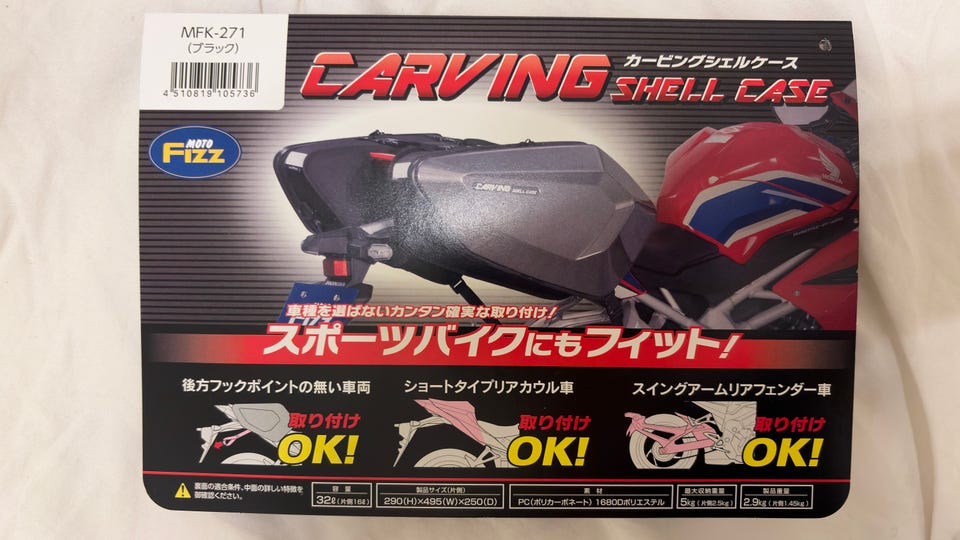 MFK-271
(ブラック)
4 510819 105736
CARVING
カービングシェルケース
SHELL CASE
MOTO
FIZZ
CARVING SHELL CASE
HONDA
車種を選ばないカンタン確実な取り付け!
スポーツバイクにもフィット!
後方フックポイントの無い車両
ショートタイプリアカウル車
スイングアームリアフェンダー車
取り付け
OK!
取り付け
OK!
取り付け
OK!
裏面の適合条件、中面の詳しい特徴を
御確認ください。
容量
32ℓ(片側16ℓ)
製品サイズ(片側)
290(H)×495(W)×250(D)
素材
PC(ポリカーボネート) 1680Dポリエステル
最大収納重量
5kg(片側2.5kg)
製品重量
2.9kg(片側1.45kg)